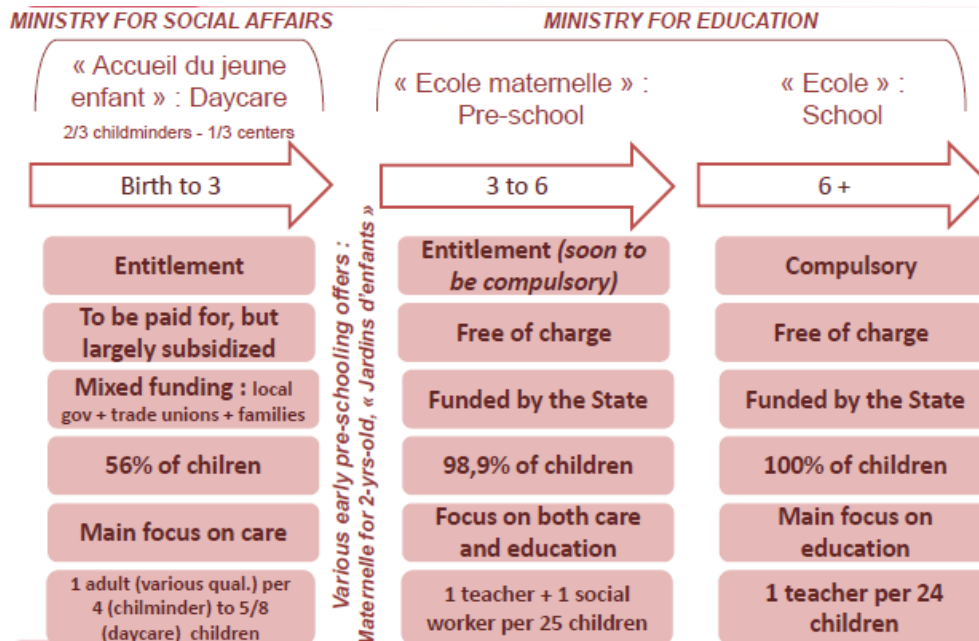 MINISTRY FOR SOCIAL AFFAIRS
MINISTRY FOR EDUCATION
« Accueil du jeune
enfant » : Daycare
2/3 childminders - 1/3 centers
« Ecole maternelle » :
Pre-school
« Ecole » :
School
Birth to 3
3 to 6
6 +
Various early pre-schooling offers :
Maternelle for 2-yrs-old, « Jardins d'enfants »
Entitlement
To be paid for, but
largely subsidized
Mixed funding : local
gov + trade unions + families
56% of chilren
Main focus on care
1 adult (various qual.) per
4 (chilminder) to 5/8
(daycare) children
Entitlement (soon to
be compulsory)
Free of charge
Funded by the State
98,9% of children
Focus on both care
and education
1 teacher + 1 social
worker per 25 children
Compulsory
Free of charge
Funded by the State
100% of children
Main focus on
education
1 teacher per 24
children